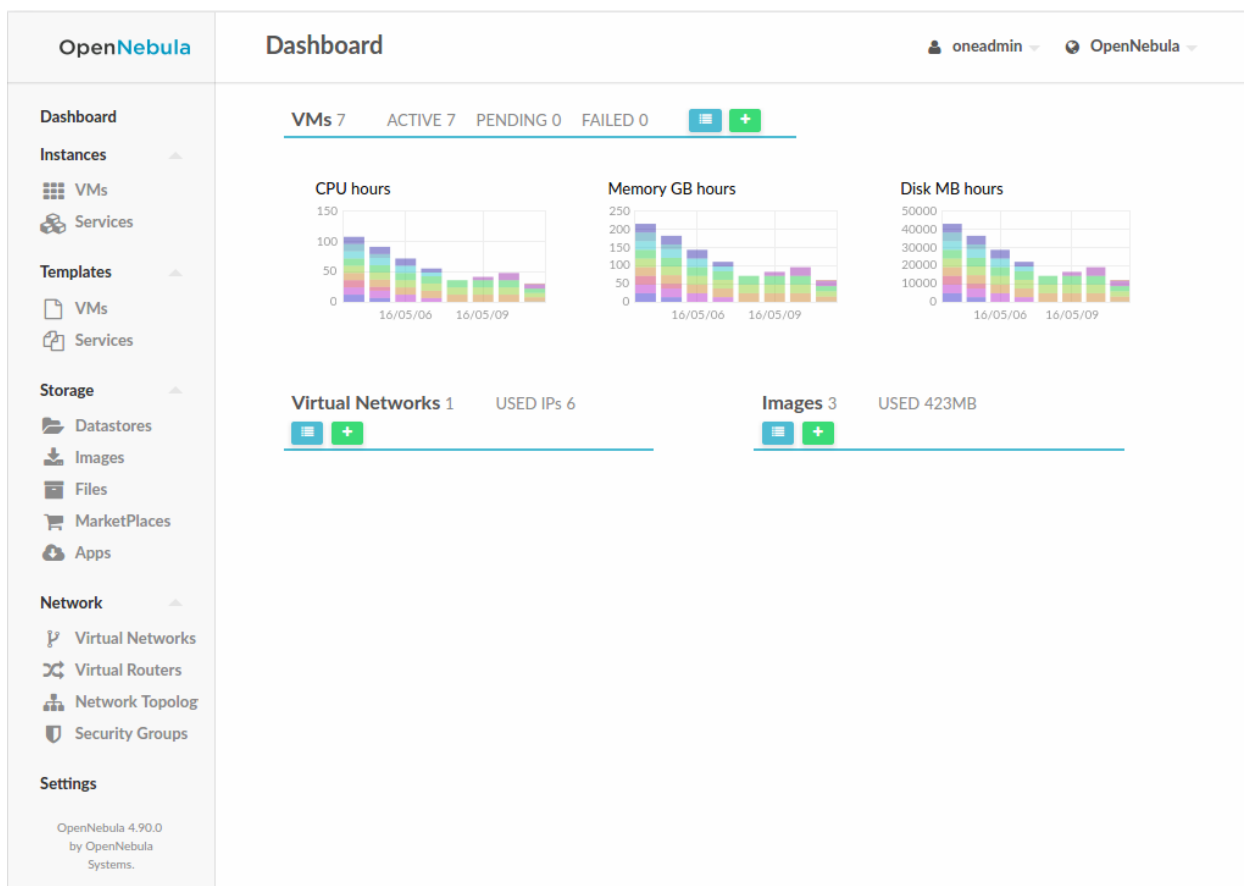 OpenNebula
Dashboard
oneadmin
OpenNebula
Dashboard
Instances
VMs
Services
Templates
VMs
Services
Storage
Datastores
Images
Files
MarketPlaces
Apps
Network
Virtual Networks
Virtual Routers
Network Topolog
Security Groups
Settings
OpenNebula 4.90.0
by OpenNebula
Systems.
VMs 7 ACTIVE 7 PENDING 0 FAILED 0
CPU hours
150
100
50
0
16/05/06 16/05/09
Memory GB hours
250
200
150
100
50
0
16/05/06 16/05/09
Disk MB hours
50000
40000
30000
20000
10000
0
16/05/06 16/05/09
Virtual Networks 1 USED IPs 6
Images 3 USED 423MB